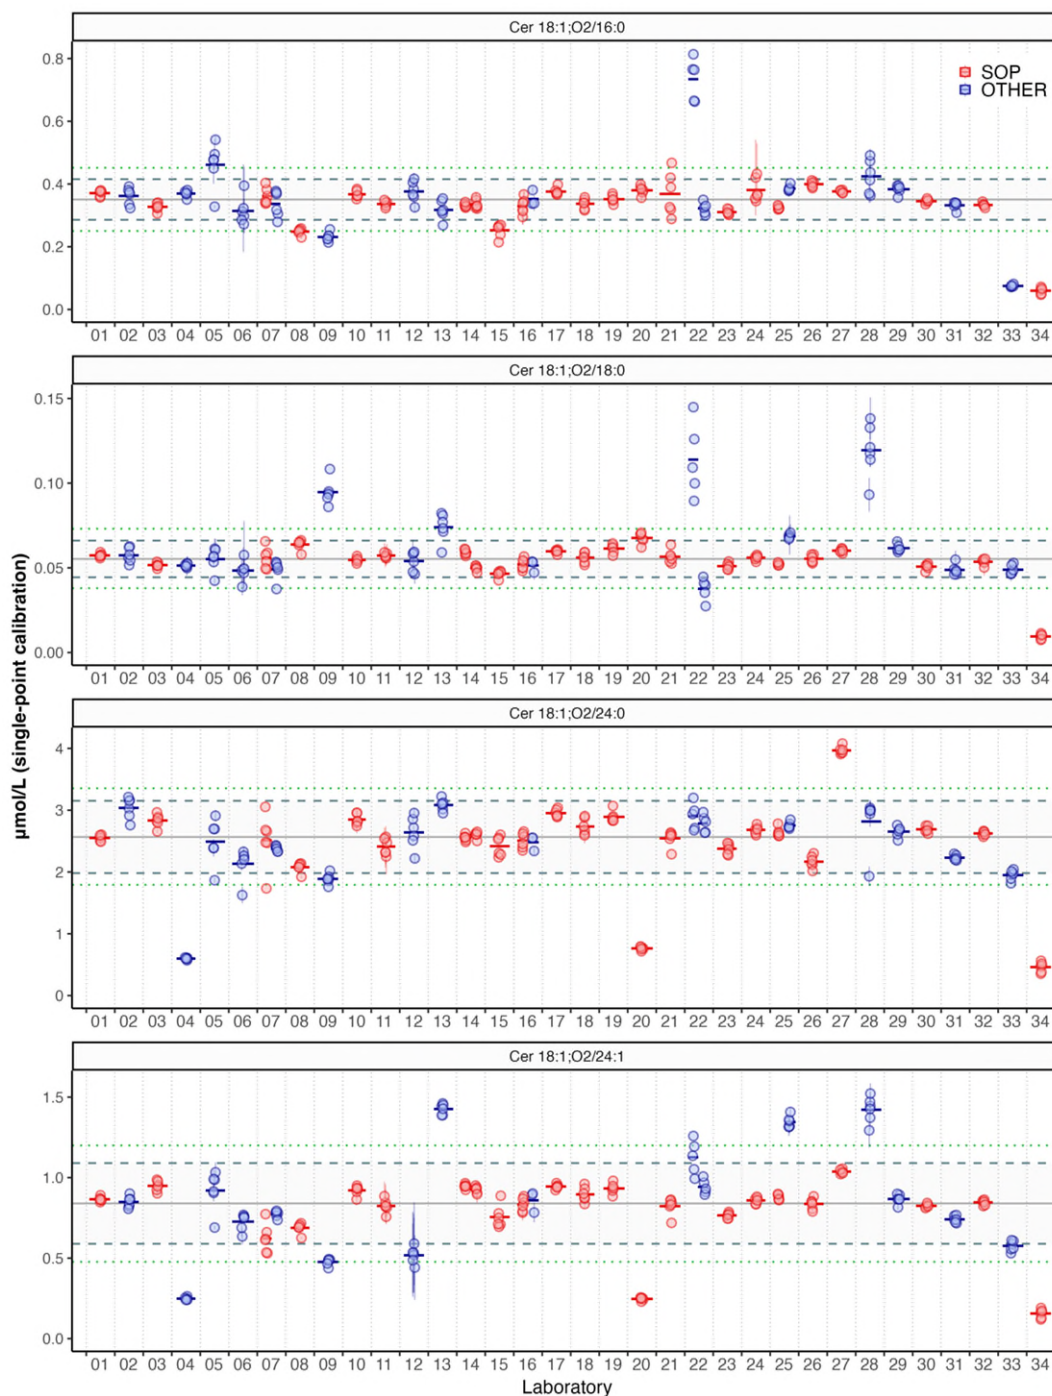 Cer 18:1;O2/16:0
SOP
OTHER
0.8
0.6
0.4
0.2
0.0
01 02 03 04 05 06 07 08 09 10 11 12 13 14 15 16 17 18 19 20 21 22 23 24 25 26 27 28 29 30 31 32 33 34
Cer 18:1;O2/18:0
0.15
0.10
0.05
0.00
01 02 03 04 05 06 07 08 09 10 11 12 13 14 15 16 17 18 19 20 21 22 23 24 25 26 27 28 29 30 31 32 33 34
µmol/L (single-point calibration)
Cer 18:1;O2/24:0
4
3
2
1
0
01 02 03 04 05 06 07 08 09 10 11 12 13 14 15 16 17 18 19 20 21 22 23 24 25 26 27 28 29 30 31 32 33 34
Cer 18:1;O2/24:1
1.5
1.0
0.5
0.0
01 02 03 04 05 06 07 08 09 10 11 12 13 14 15 16 17 18 19 20 21 22 23 24 25 26 27 28 29 30 31 32 33 34
Laboratory